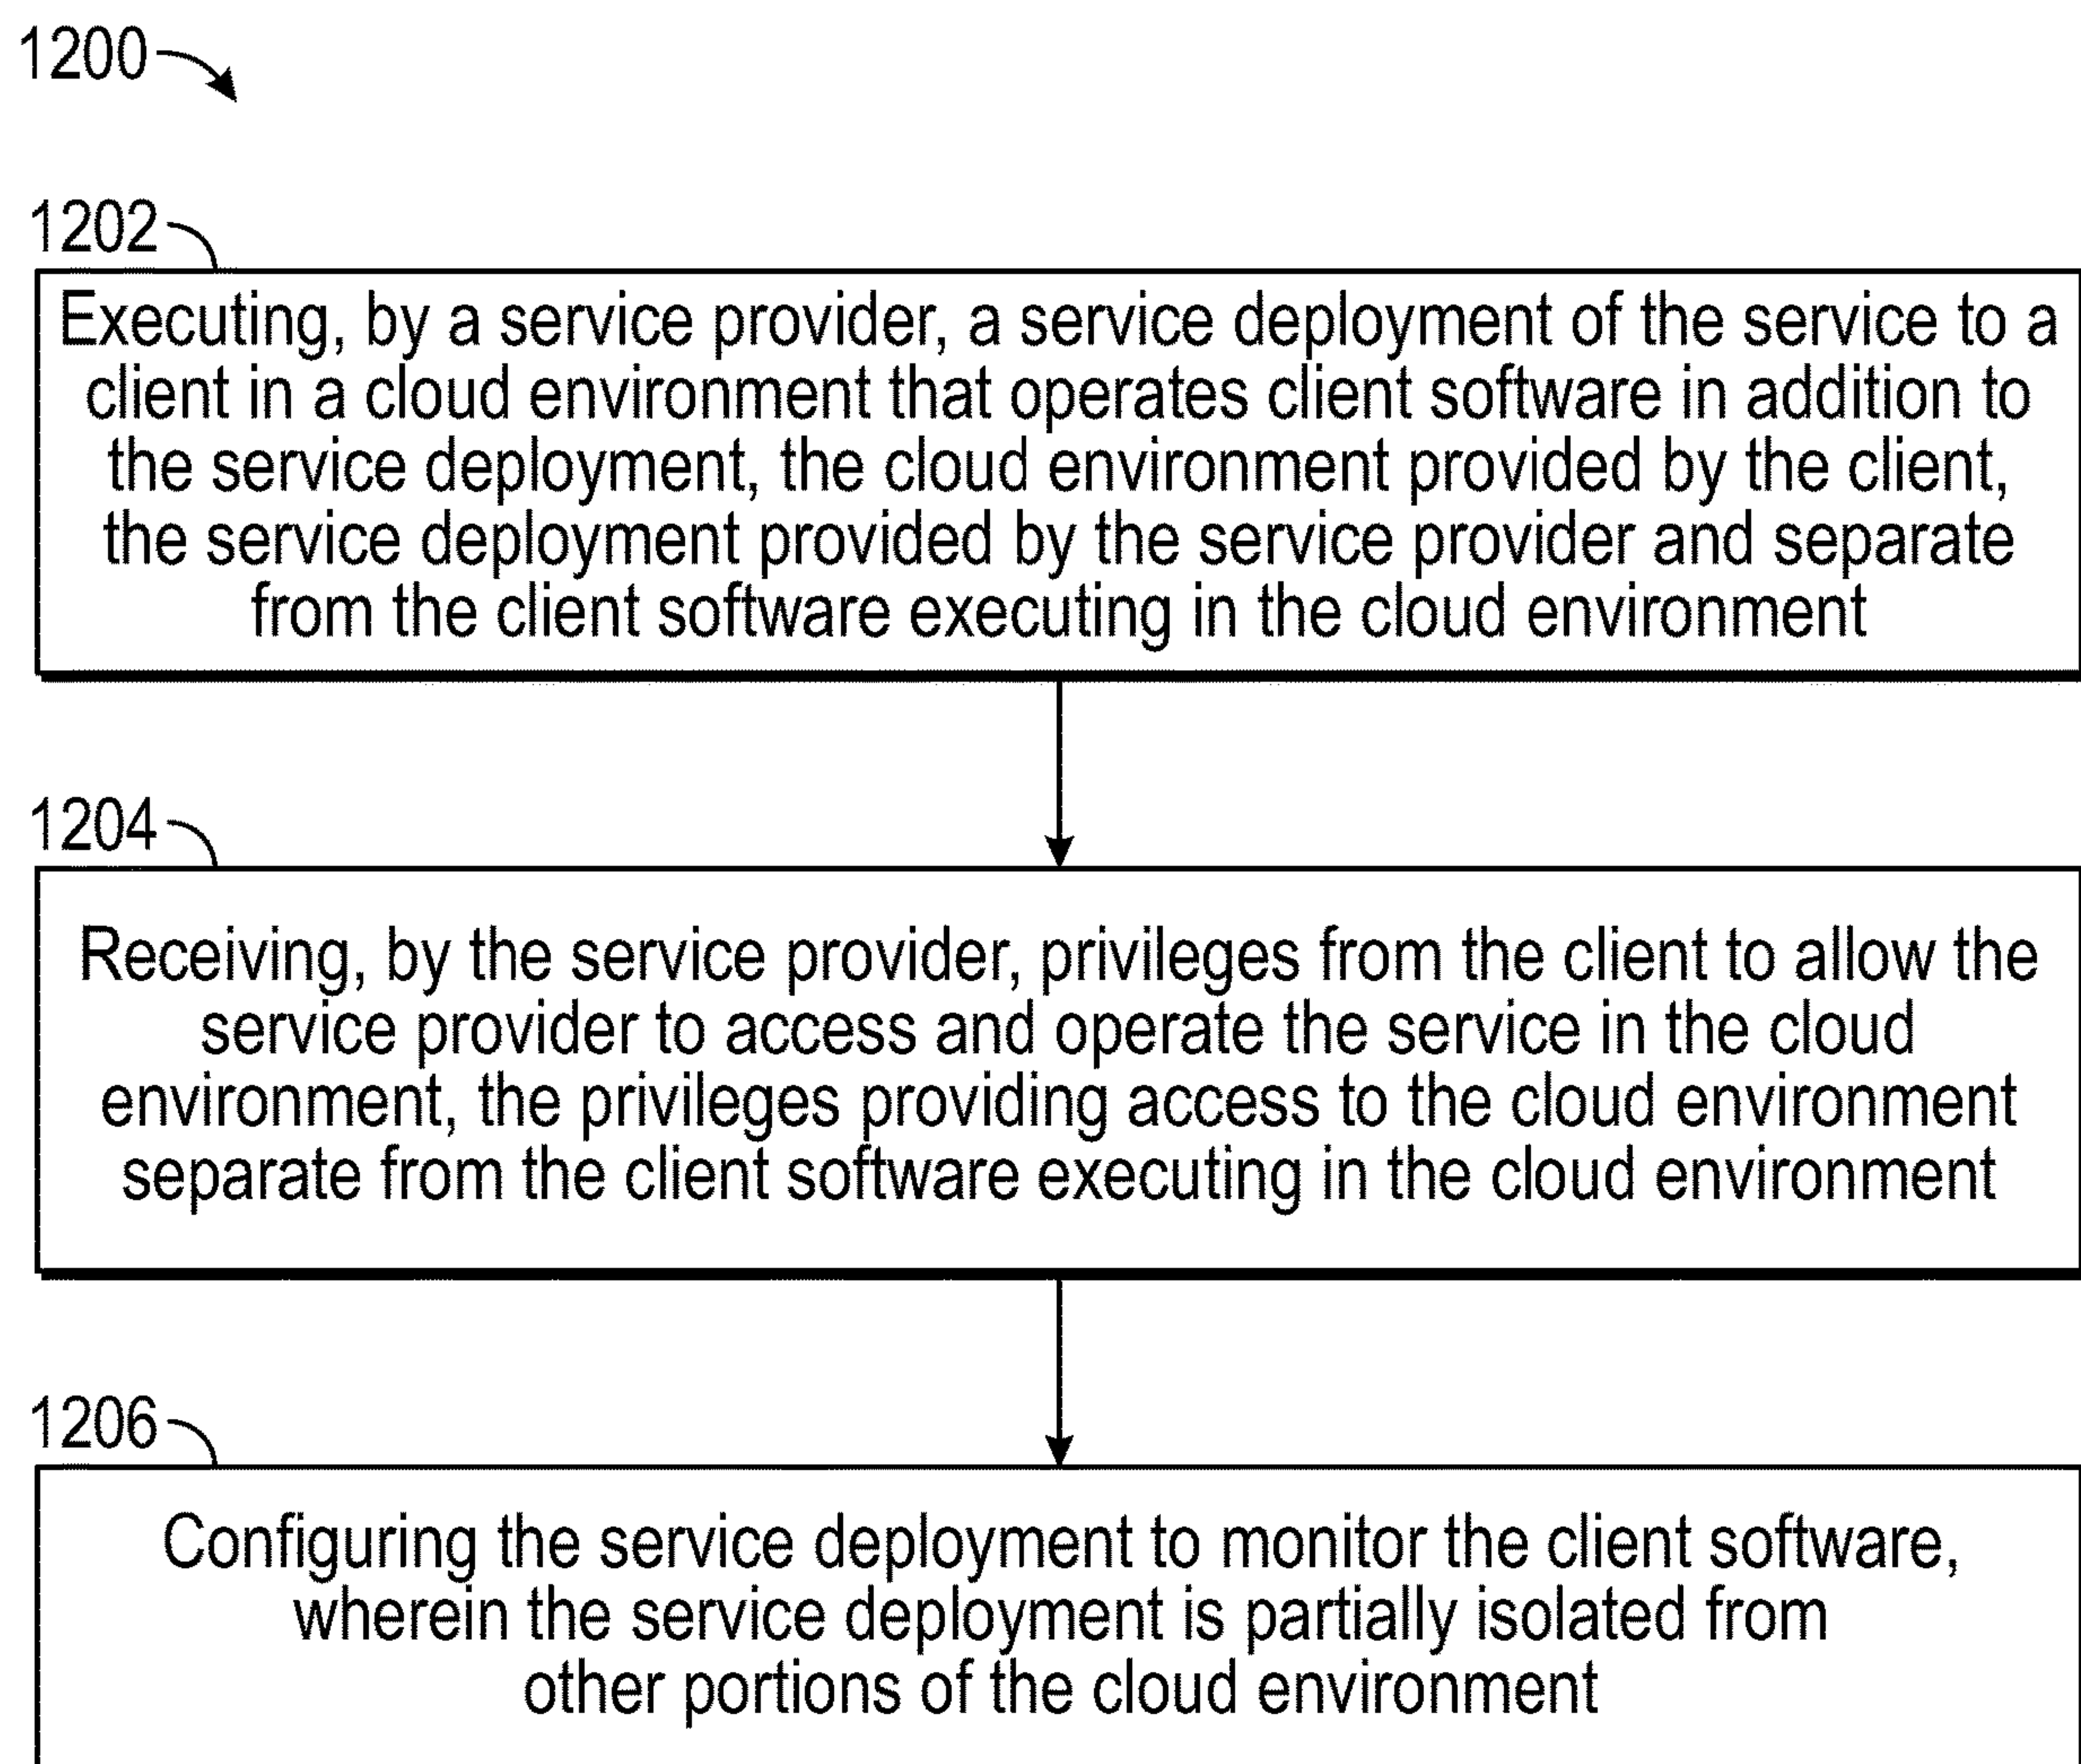 1200
1202
Executing, by a service provider, a service deployment of the service to a
client in a cloud environment that operates client software in addition to
the service deployment, the cloud environment provided by the client,
the service deployment provided by the service provider and separate
from the client software executing in the cloud environment
1204
Receiving, by the service provider, privileges from the client to allow the
service provider to access and operate the service in the cloud
environment, the privileges providing access to the cloud environment
separate from the client software executing in the cloud environment
1206
Configuring the service deployment to monitor the client software,
wherein the service deployment is partially isolated from
other portions of the cloud environment